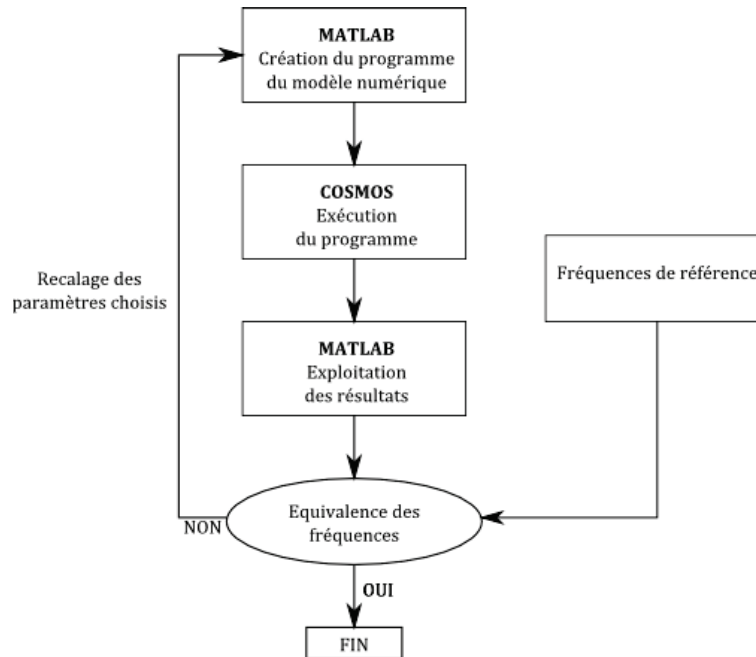 MATLAB
Création du programme
du modèle numérique
COSMOS
Exécution
du programme
Recalage des
paramètres choisis
Fréquences de référence
MATLAB
Exploitation
des résultats
Equivalence des
fréquences
NON
OUI
FIN